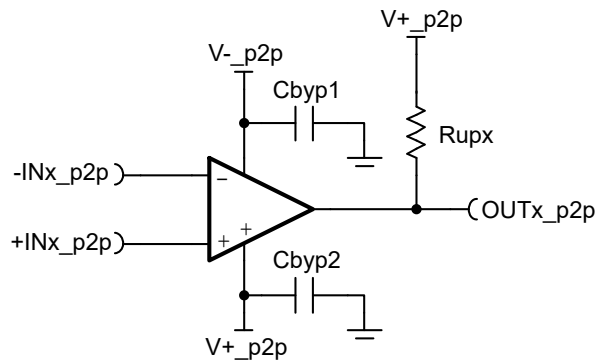 V+_p2p
V-_p2p
Cbyp1
Rupx
-INx_p2p
−
OUTx_p2p
+INx_p2p
+
+
Cbyp2
V+_p2p